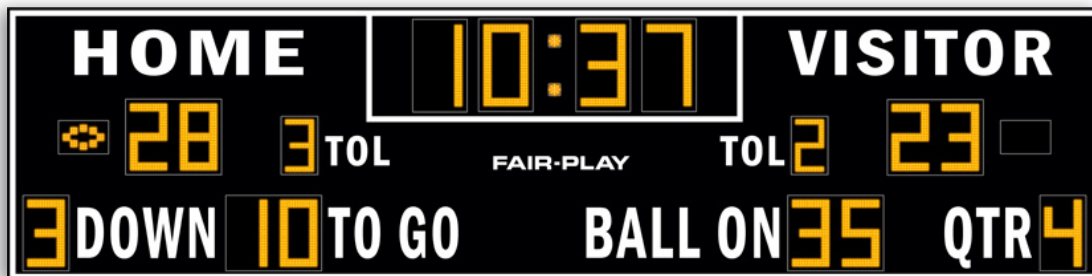 HOME 10:37 VISITOR
28 3 TOL FAIR-PLAY TOL 2 23
3 DOWN 10 TO GO BALL ON 35 QTR 4